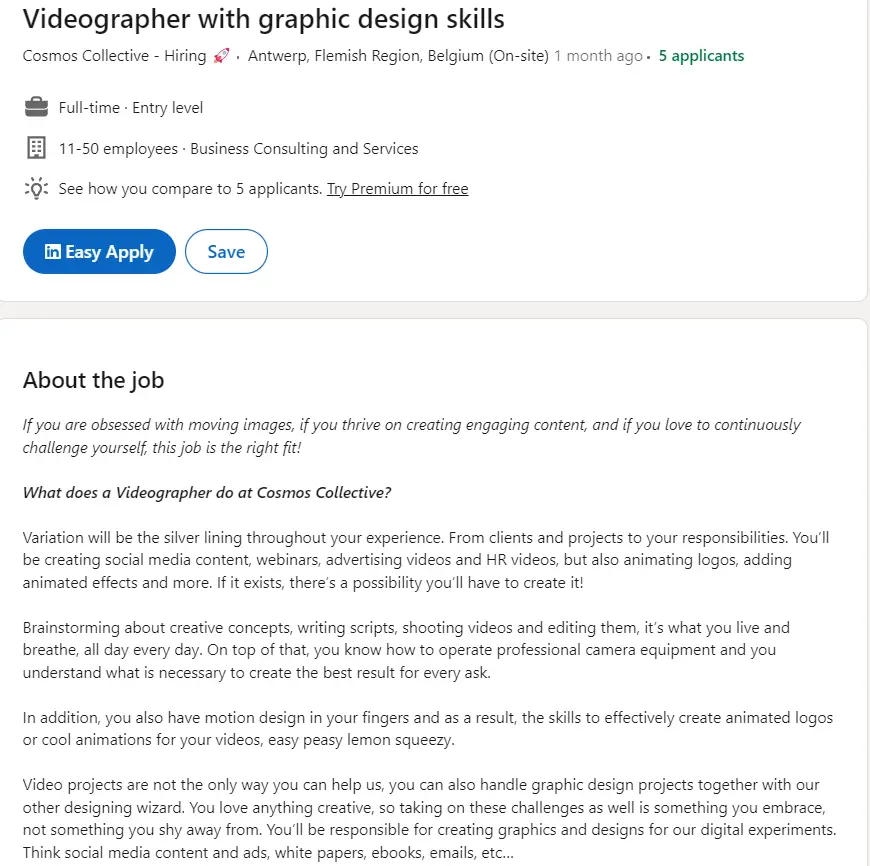 Videographer with graphic design skills
Cosmos Collective - Hiring 🚀 · Antwerp, Flemish Region, Belgium (On-site) 1 month ago · 5 applicants
Full-time · Entry level
11-50 employees · Business Consulting and Services
See how you compare to 5 applicants. Try Premium for free
in Easy Apply Save
About the job
If you are obsessed with moving images, if you thrive on creating engaging content, and if you love to continuously
challenge yourself, this job is the right fit!
What does a Videographer do at Cosmos Collective?
Variation will be the silver lining throughout your experience. From clients and projects to your responsibilities. You’ll
be creating social media content, webinars, advertising videos and HR videos, but also animating logos, adding
animated effects and more. If it exists, there’s a possibility you’ll have to create it!
Brainstorming about creative concepts, writing scripts, shooting videos and editing them, it’s what you live and
breathe, all day every day. On top of that, you know how to operate professional camera equipment and you
understand what is necessary to create the best result for every ask.
In addition, you also have motion design in your fingers and as a result, the skills to effectively create animated logos
or cool animations for your videos, easy peasy lemon squeezy.
Video projects are not the only way you can help us, you can also handle graphic design projects together with our
other designing wizard. You love anything creative, so taking on these challenges as well is something you embrace,
not something you shy away from. You’ll be responsible for creating graphics and designs for our digital experiments.
Think social media content and ads, white papers, ebooks, emails, etc...